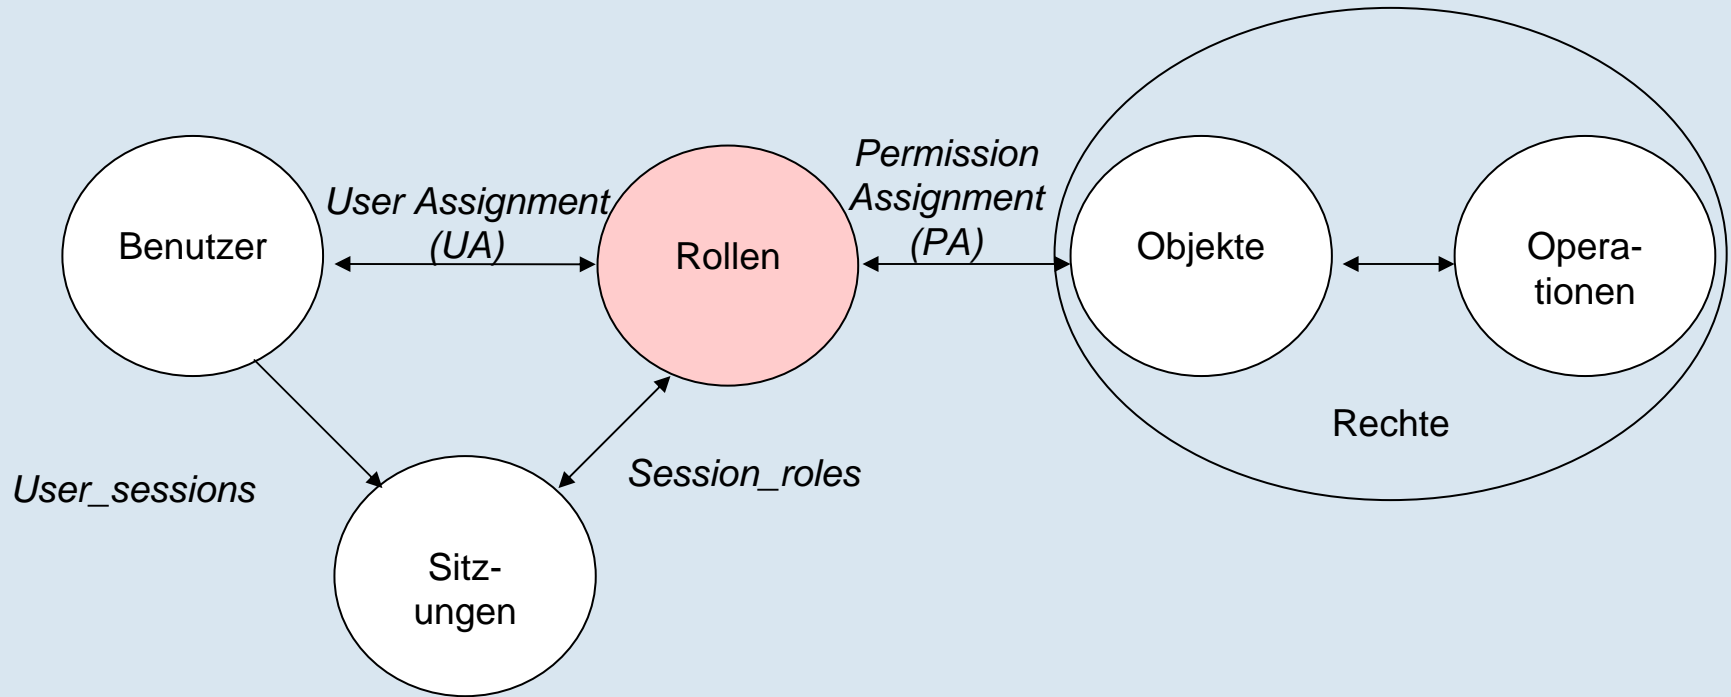 Benutzer
User Assignment
(UA)
Rollen
Permission
Assignment
(PA)
Objekte
Opera-
tionen
Rechte
User_sessions
Session_roles
Sitz-
ungen